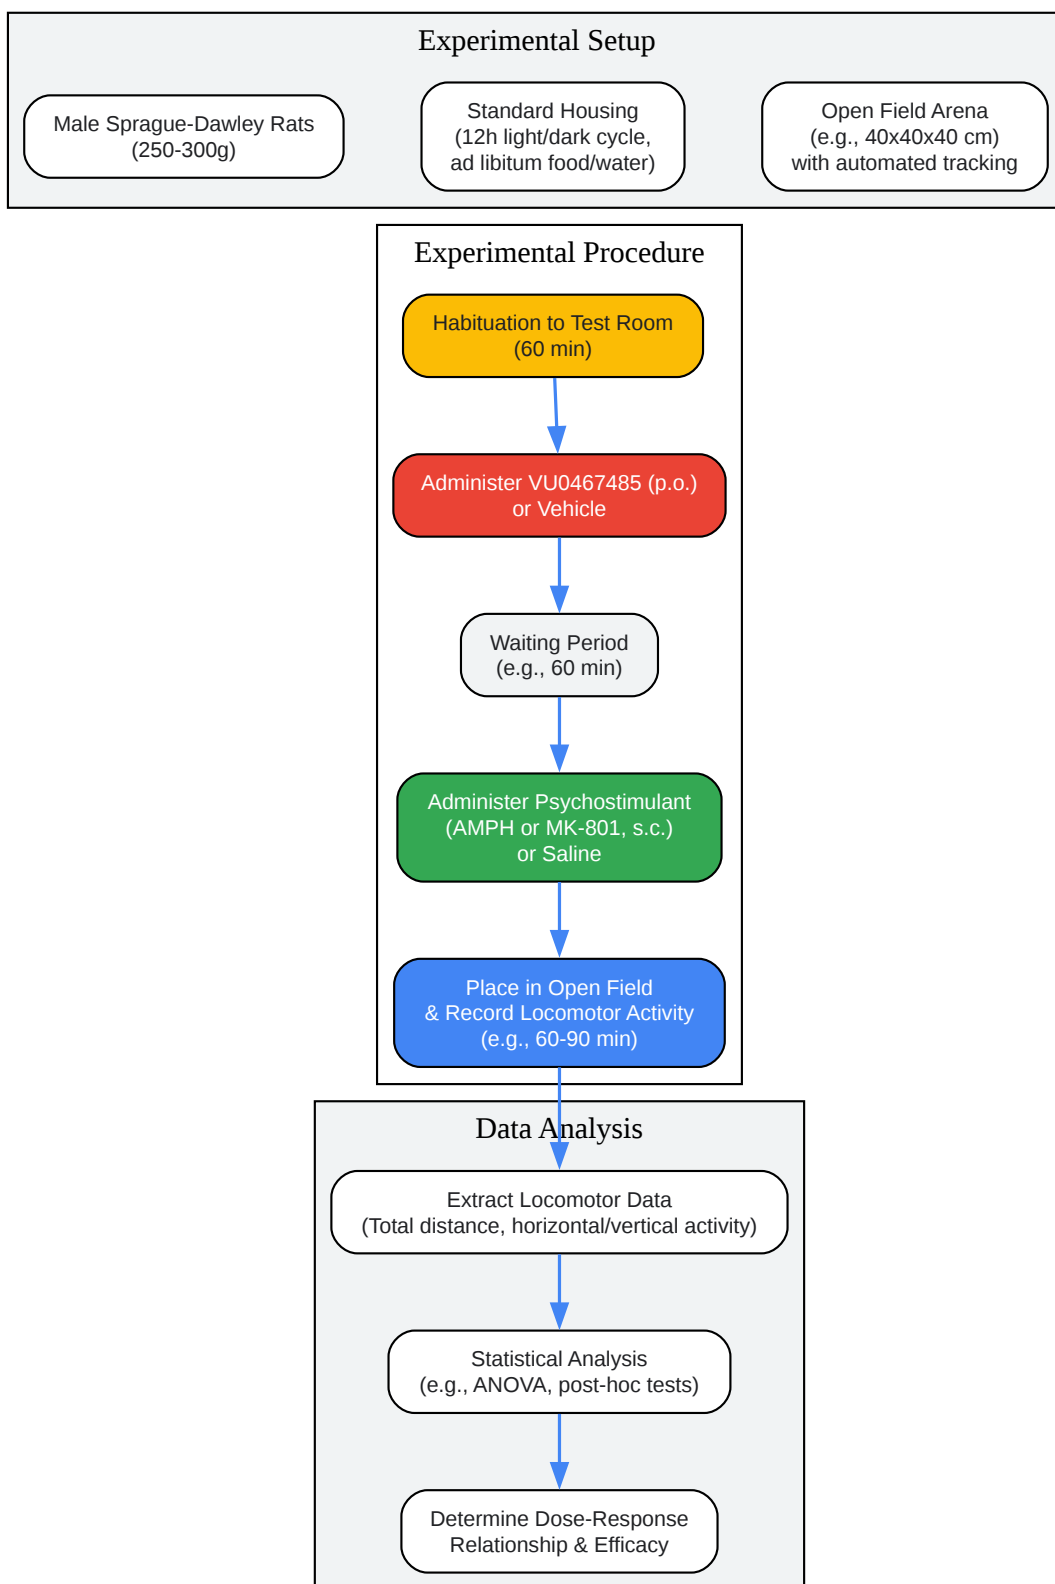 Experimental Setup
Male Sprague-Dawley Rats
(250-300g)
Standard Housing
(12h light/dark cycle,
ad libitum food/water)
Open Field Arena
(e.g., 40x40x40 cm)
with automated tracking
Experimental Procedure
Habituation to Test Room
(60 min)
Administer VU0467485 (p.o.)
or Vehicle
Waiting Period
(e.g., 60 min)
Administer Psychostimulant
(AMPH or MK-801, s.c.)
or Saline
Place in Open Field
& Record Locomotor Activity
(e.g., 60-90 min)
Data Analysis
Extract Locomotor Data
(Total distance, horizontal/vertical activity)
Statistical Analysis
(e.g., ANOVA, post-hoc tests)
Determine Dose-Response
Relationship & Efficacy